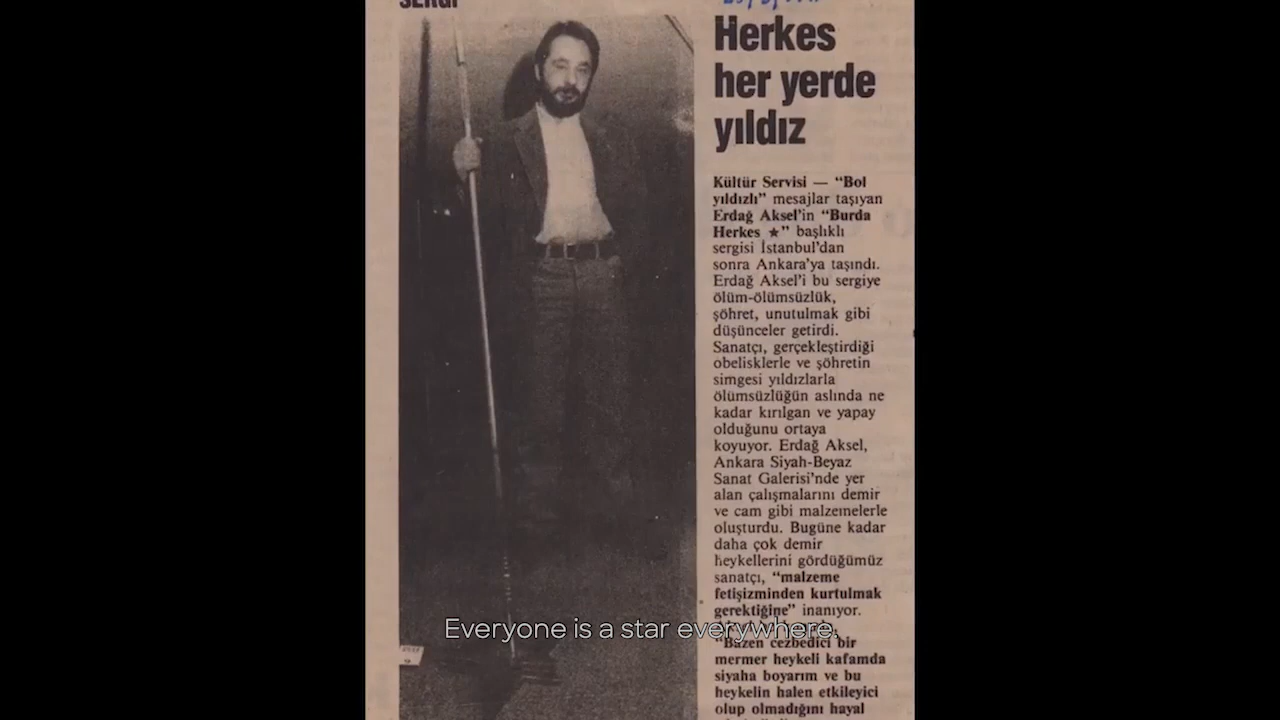 SERGİ
Herkes
her yerde
yıldız
Kültür Servisi — “Bol
yıldızlı” mesajlar taşıyan
Erdağ Aksel'in “Burda
Herkes ★” başlıklı
sergisi İstanbul'dan
sonra Ankara'ya taşındı.
Erdağ Aksel'i bu sergiye
ölüm-ölümsüzlük,
şöhret, unutulmak gibi
düşünceler getirdi.
Sanatçı, gerçekleştirdiği
obelisklerle ve şöhretin
simgesi yıldızlarla
ölümsüzlüğün aslında ne
kadar kırılgan ve yapay
olduğunu ortaya
koyuyor. Erdağ Aksel,
Ankara Siyah-Beyaz
Sanat Galerisi'nde yer
alan çalışmalarını demir
ve cam gibi malzemelerle
oluşturdu. Bugüne kadar
daha çok demir
heykellerini gördüğümüz
sanatçı, “malzeme
fetişizminden kurtulmak
gerektiğine” inanıyor.
“Bazen cezbedici bir
mermer heykeli kafamda
siyaha boyarım ve bu
heykelin halen etkileyici
olup olmadığını hayal
Everyone is a star everywhere.